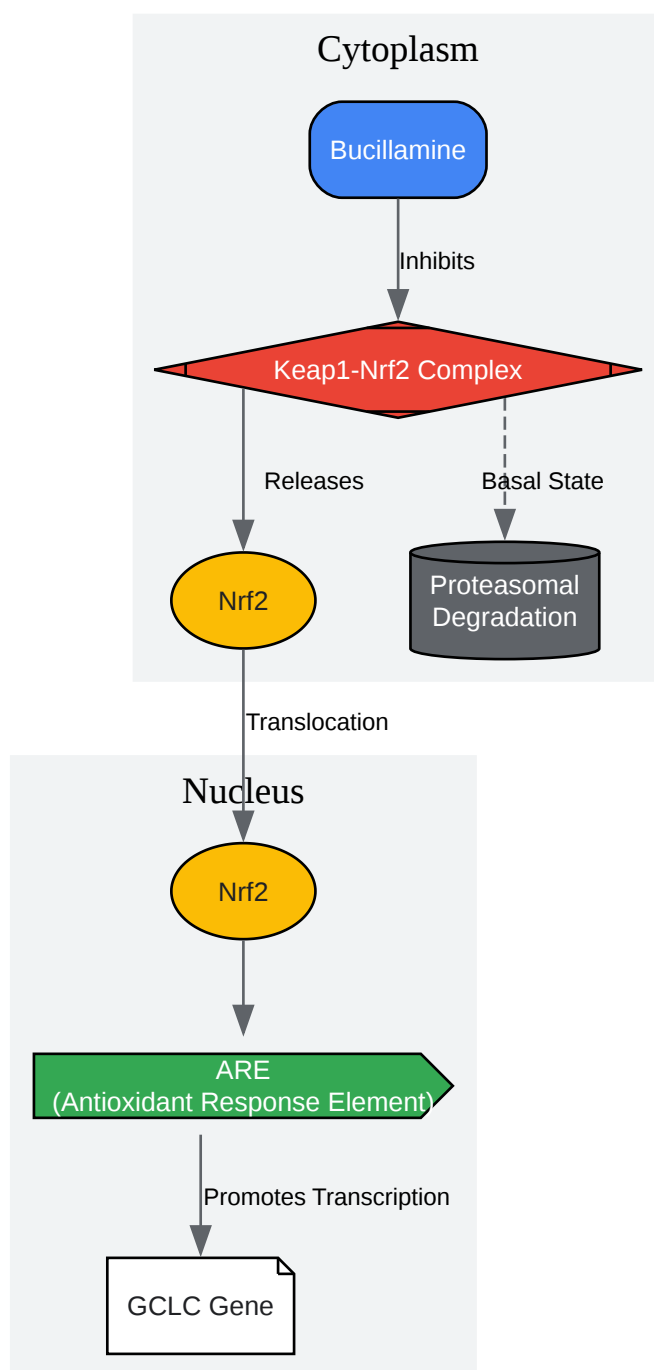 Cytoplasm
Bucillamine
Inhibits
Keap1-Nrf2 Complex
Releases
Basal State
Nrf2
Proteasomal
Degradation
Translocation
Nucleus
Nrf2
ARE
(Antioxidant Response Element)
Promotes Transcription
GCLC Gene